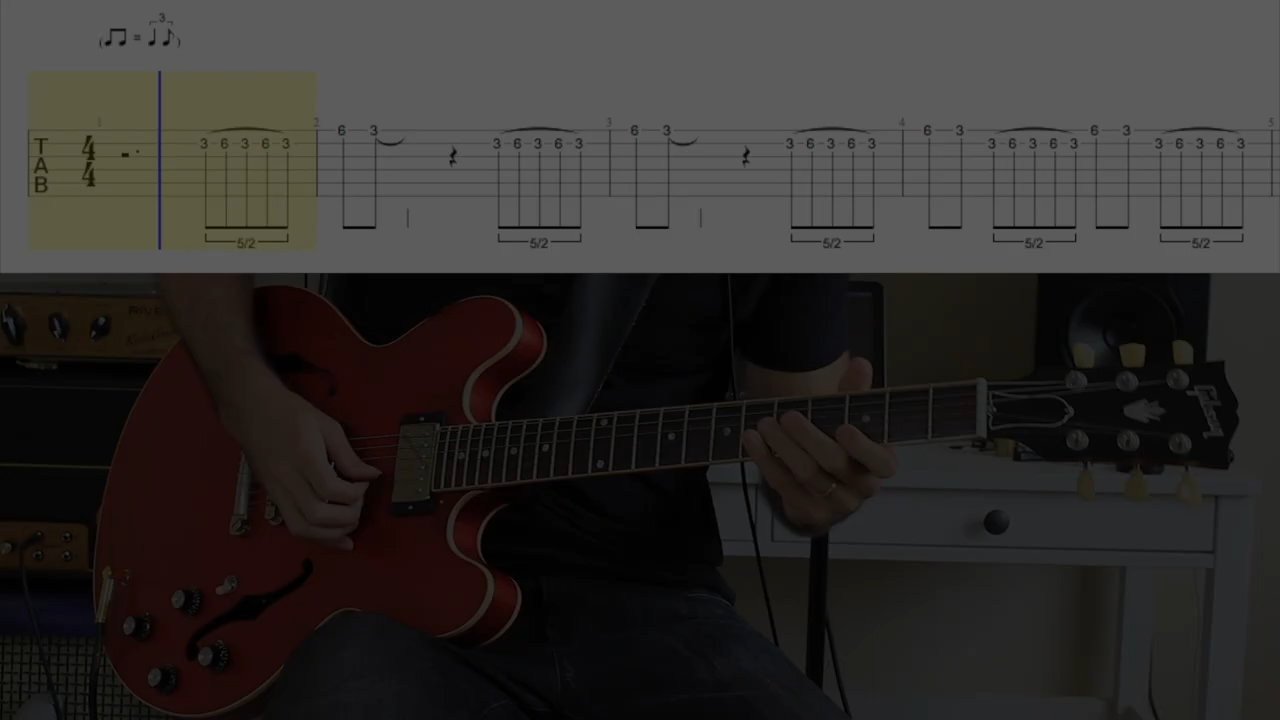 ( = 3 )
1 2 3 4 5
6 3 6 3 6 3 6 3
T A B 4 4 3 6 3 6 3 3 6 3 6 3 3 6 3 6 3 3 6 3 6 3 3 6 3 6 3
5/2 5/2 5/2 5/2 5/2
Gibson